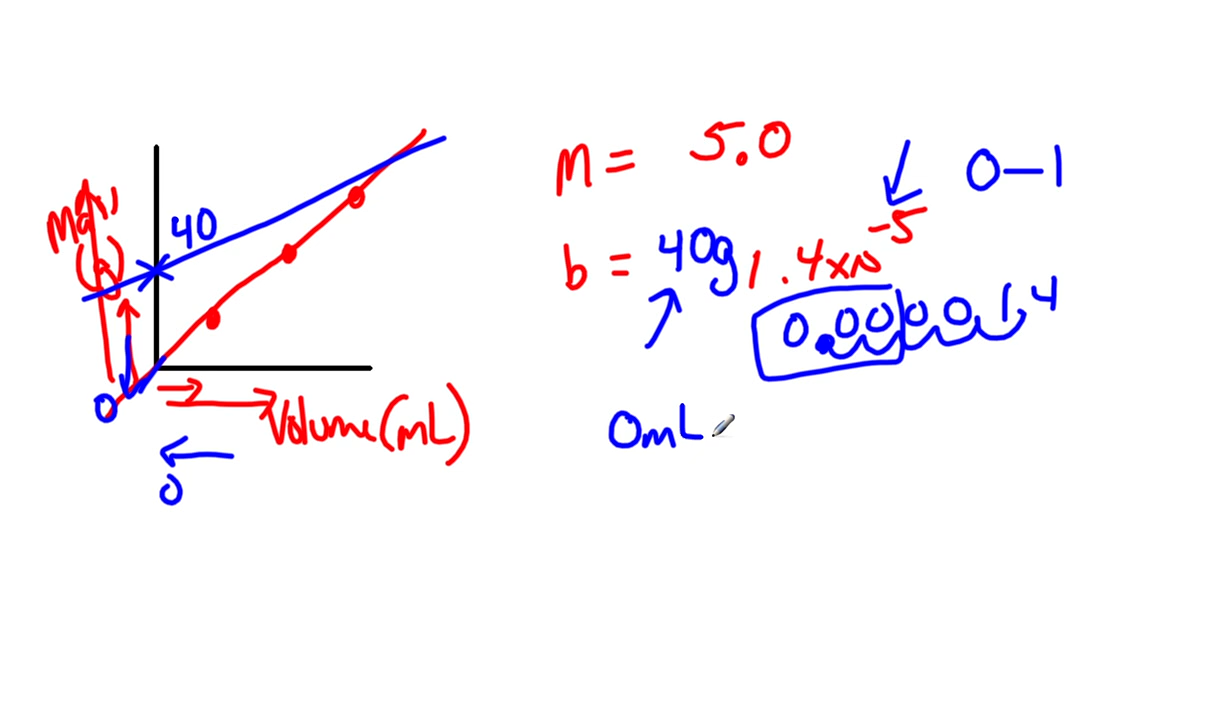 m = 5.0
0-1
40
Mass
(g)
b = 40g 1.4x10^-5
0.000014
0
Volume(mL)
0mL
0